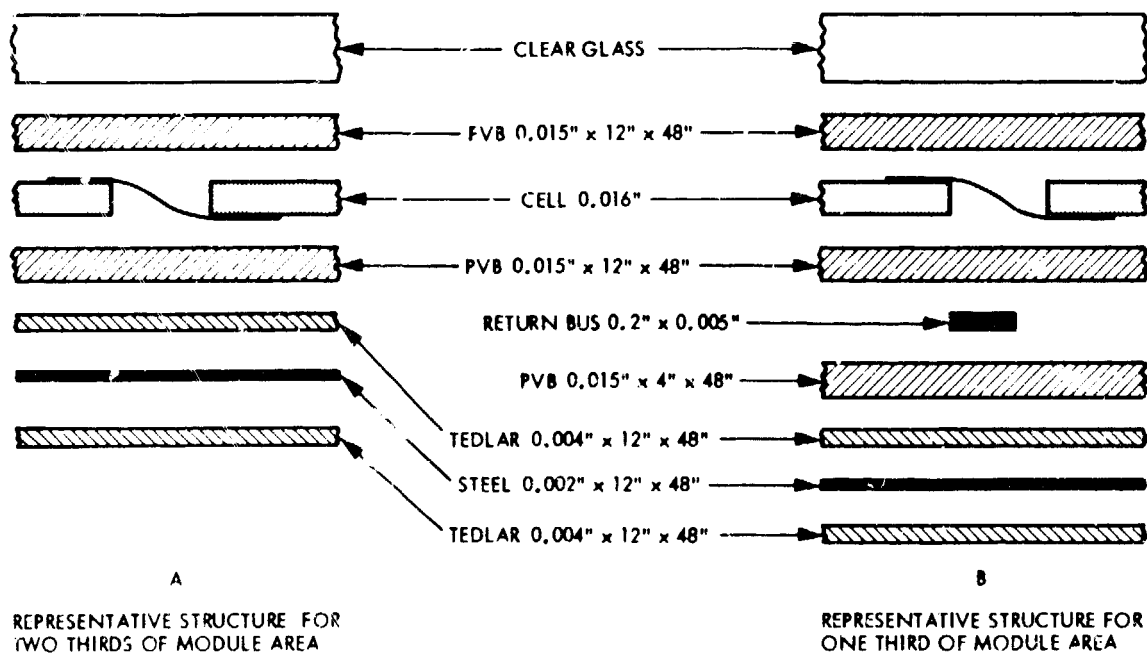 CLEAR GLASS
PVB 0.015" x 12" x 48"
CELL 0.016"
PVB 0.015" x 12" x 48"
RETURN BUS 0.2" x 0.005"
PVB 0.015" x 4" x 48"
TEDLAR 0.004" x 12" x 48"
STEEL 0.002" x 12" x 48"
TEDLAR 0.004" x 12" x 48"
A
REPRESENTATIVE STRUCTURE FOR
TWO THIRDS OF MODULE AREA
B
REPRESENTATIVE STRUCTURE FOR
ONE THIRD OF MODULE AREA